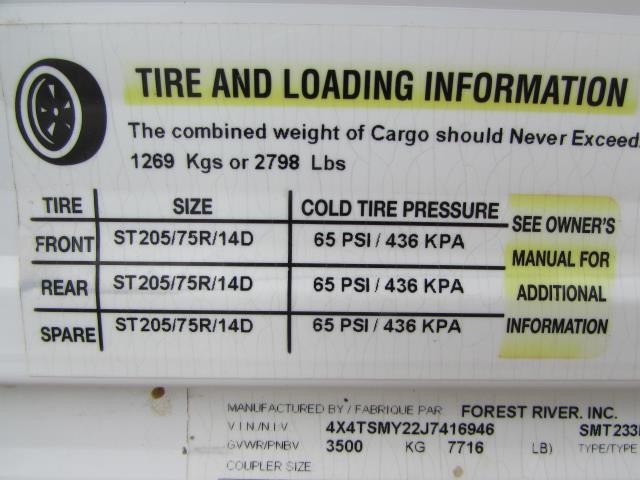 TIRE AND LOADING INFORMATION
The combined weight of Cargo should Never Exceed
1269 Kgs or 2798 Lbs
TIRE SIZE COLD TIRE PRESSURE SEE OWNER'S
FRONT ST205/75R/14D 65 PSI / 436 KPA MANUAL FOR
REAR ST205/75R/14D 65 PSI / 436 KPA ADDITIONAL
SPARE ST205/75R/14D 65 PSI / 436 KPA INFORMATION
MANUFACTURED BY / FABRIQUE PAR FOREST RIVER. INC.
VIN/NIV 4X4TSMY22J7416946 SMT233
GVWR/PNBV 3500 KG 7716 LB) TYPE/TYPE
COUPLER SIZE